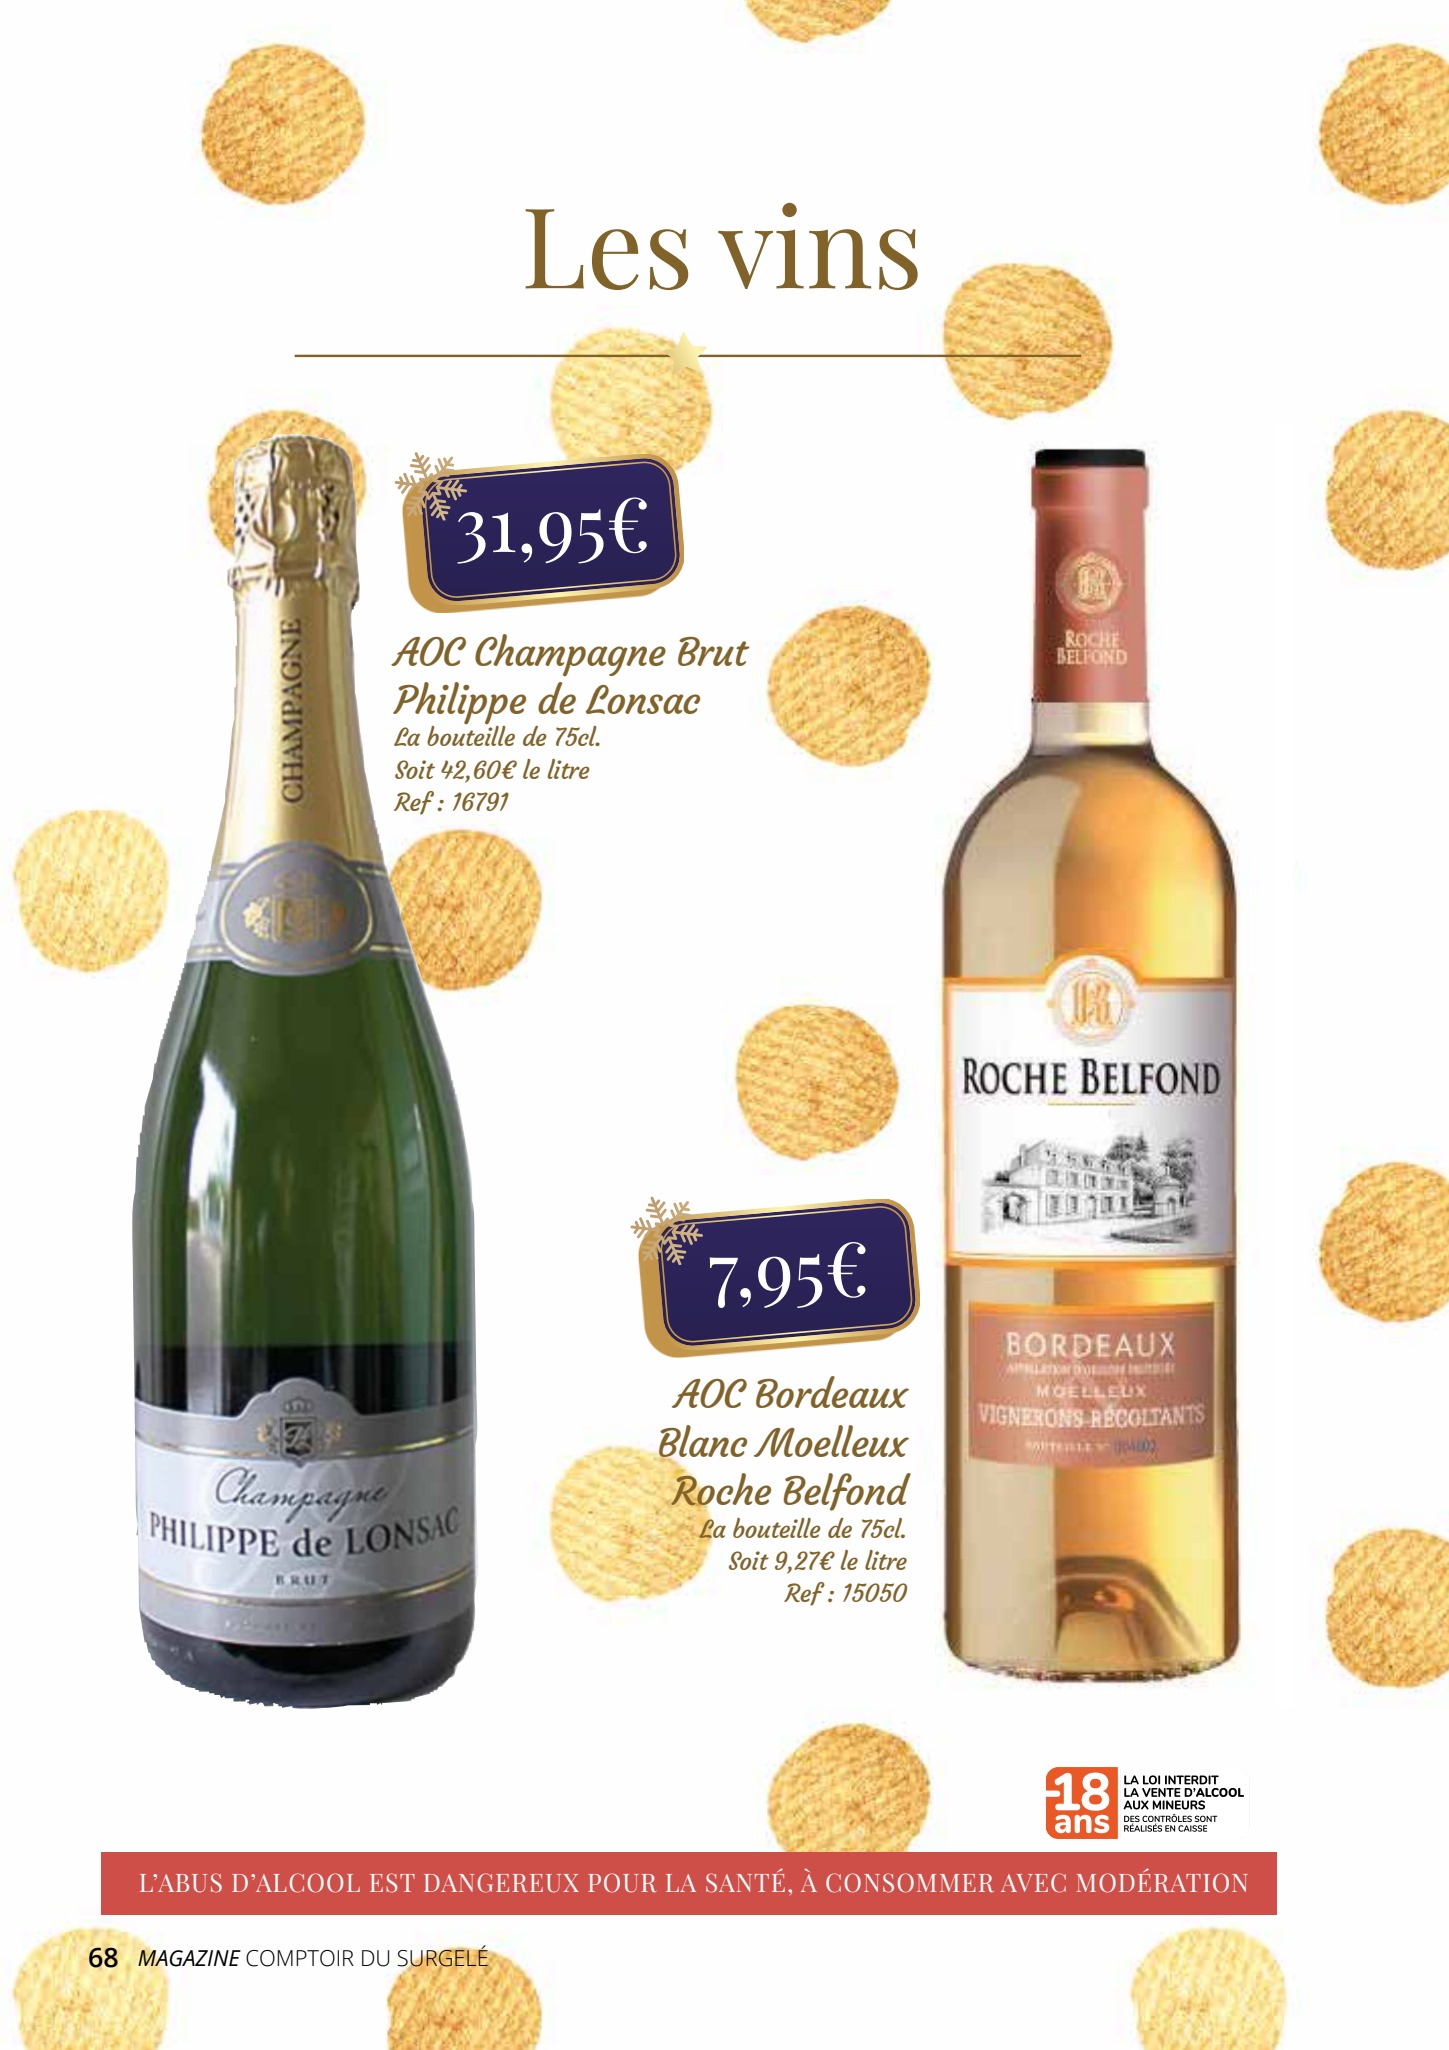 Les vins
31,95€
AOC Champagne Brut
Philippe de Lonsac
La bouteille de 75cl.
Soit 42,60€ le litre
Ref : 16791
CHAMPAGNE
Champagne
PHILIPPE de LONSAC
BRUT
ROCHE
BELFOND
ROCHE BELFOND
BORDEAUX
MOELLEUX
VIGNERONS RÉCOLTANTS
BOUTEILLE N°
7,95€
AOC Bordeaux
Blanc Moelleux
Roche Belfond
La bouteille de 75cl.
Soit 9,27€ le litre
Ref : 15050
-18
ans
LA LOI INTERDIT
LA VENTE D'ALCOOL
AUX MINEURS
DES CONTRÔLES SONT
RÉALISÉS EN CAISSE
L'ABUS D'ALCOOL EST DANGEREUX POUR LA SANTÉ, À CONSOMMER AVEC MODÉRATION
68 MAGAZINE COMPTOIR DU SURGELÉ